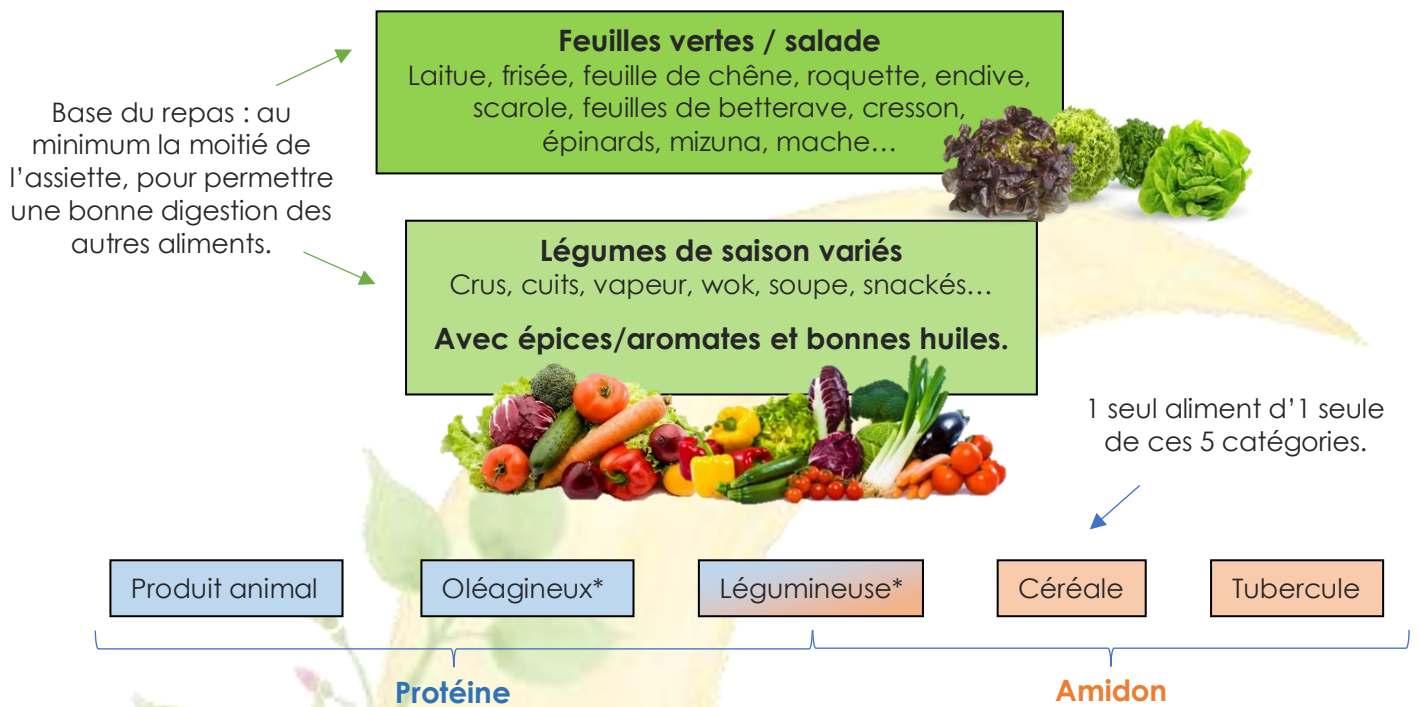 Feuilles vertes / salade
Laitue, frisée, feuille de chêne, roquette, endive,
scarole, feuilles de betterave, cresson,
épinards, mizuna, mache…
Base du repas : au
minimum la moitié de
l’assiette, pour permettre
une bonne digestion des
autres aliments.
Légumes de saison variés
Crus, cuits, vapeur, wok, soupe, snackés…
Avec épices/aromates et bonnes huiles.
1 seul aliment d’1 seule
de ces 5 catégories.
Produit animal
Oléagineux*
Légumineuse*
Céréale
Tubercule
Protéine
Amidon